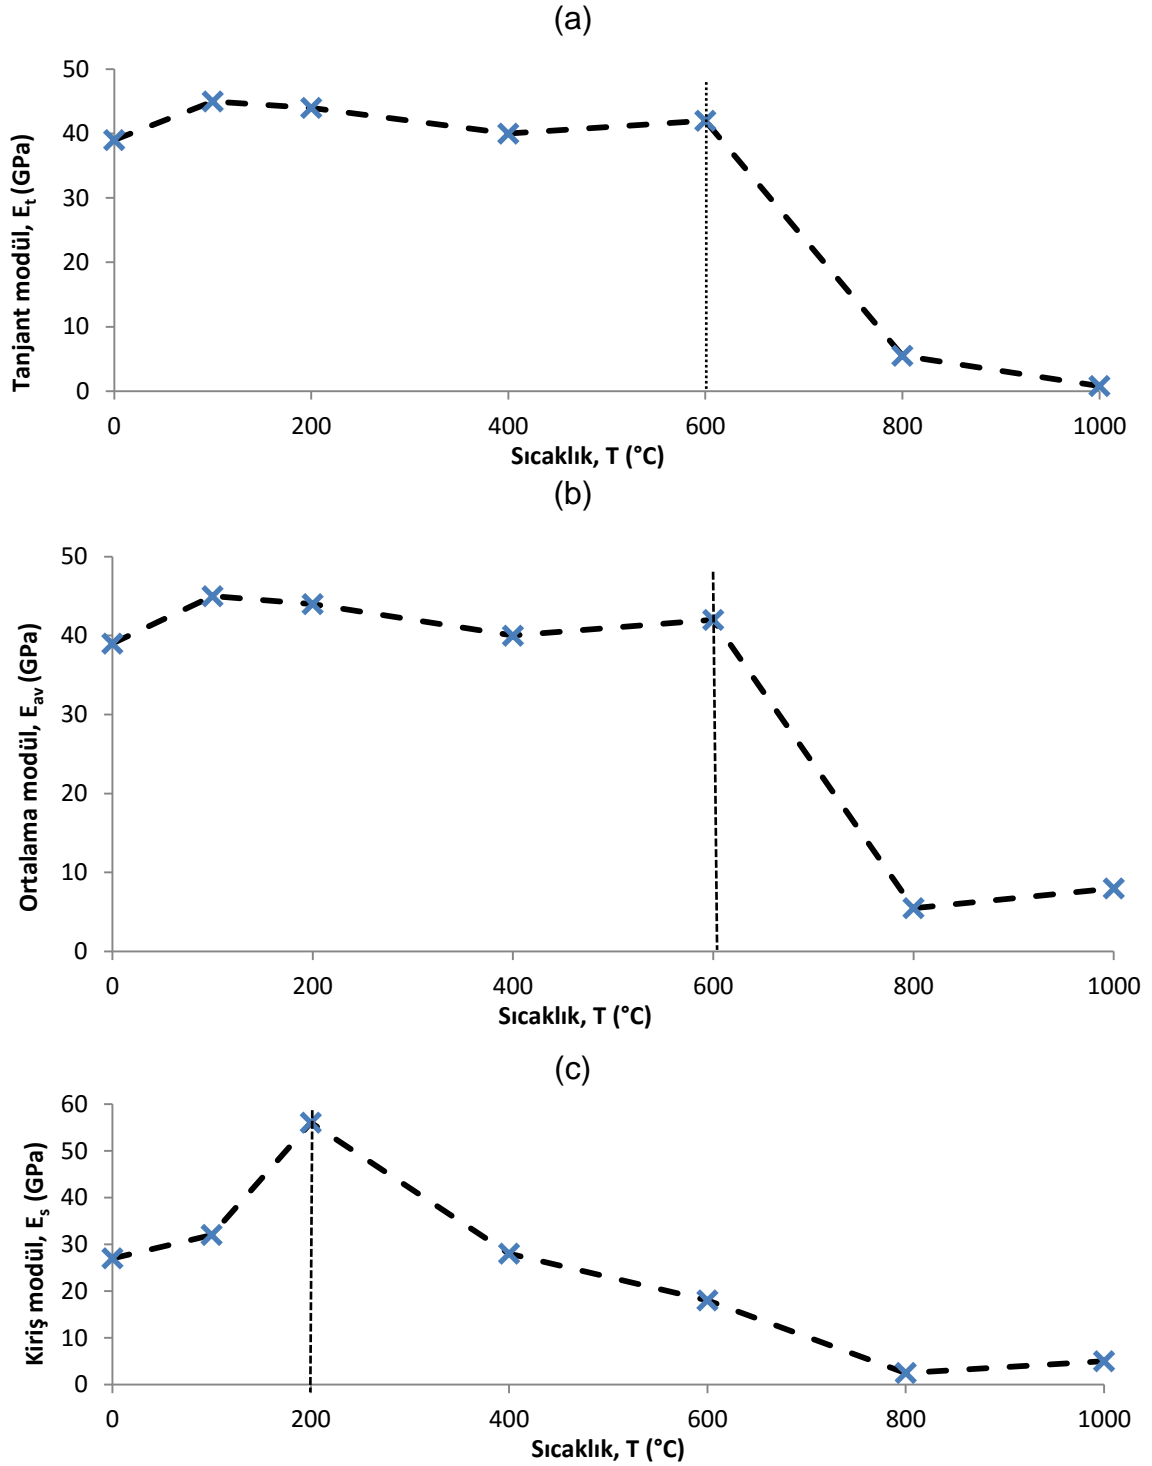 (a)
Tanjant modül, Et (GPa)
50
40
30
20
10
0
0 200 400 600 800 1000
Sıcaklık, T (°C)
(b)
Ortalama modül, Eav (GPa)
50
40
30
20
10
0
0 200 400 600 800 1000
Sıcaklık, T (°C)
(c)
Kiriş modül, Es (GPa)
60
50
40
30
20
10
0
0 200 400 600 800 1000
Sıcaklık, T (°C)